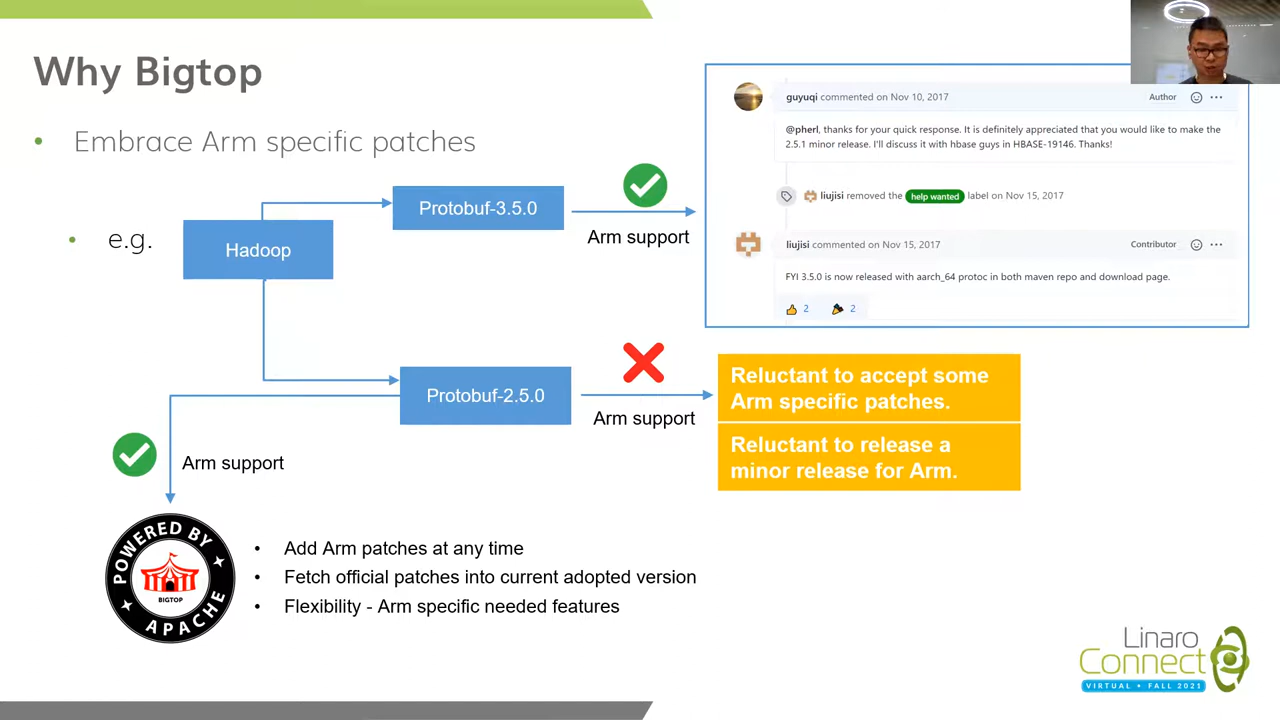 Why Bigtop
• Embrace Arm specific patches
• e.g.
Hadoop
Protobuf-3.5.0
Arm support
guyuqi commented on Nov 10, 2017
Author
@pherl, thanks for your quick response. It is definitely appreciated that you would like to make the
2.5.1 minor release. I'll discuss it with hbase guys in HBASE-19146. Thanks!
liujisi removed the help wanted label on Nov 15, 2017
liujisi commented on Nov 15, 2017
Contributor
FYI 3.5.0 is now released with aarch_64 protoc in both maven repo and download page.
2 2
Protobuf-2.5.0
Arm support
Reluctant to accept some
Arm specific patches.
Reluctant to release a
minor release for Arm.
Arm support
POWERED BY
BIGTOP
APACHE
• Add Arm patches at any time
• Fetch official patches into current adopted version
• Flexibility - Arm specific needed features
Linaro
Connect
VIRTUAL • FALL 2021